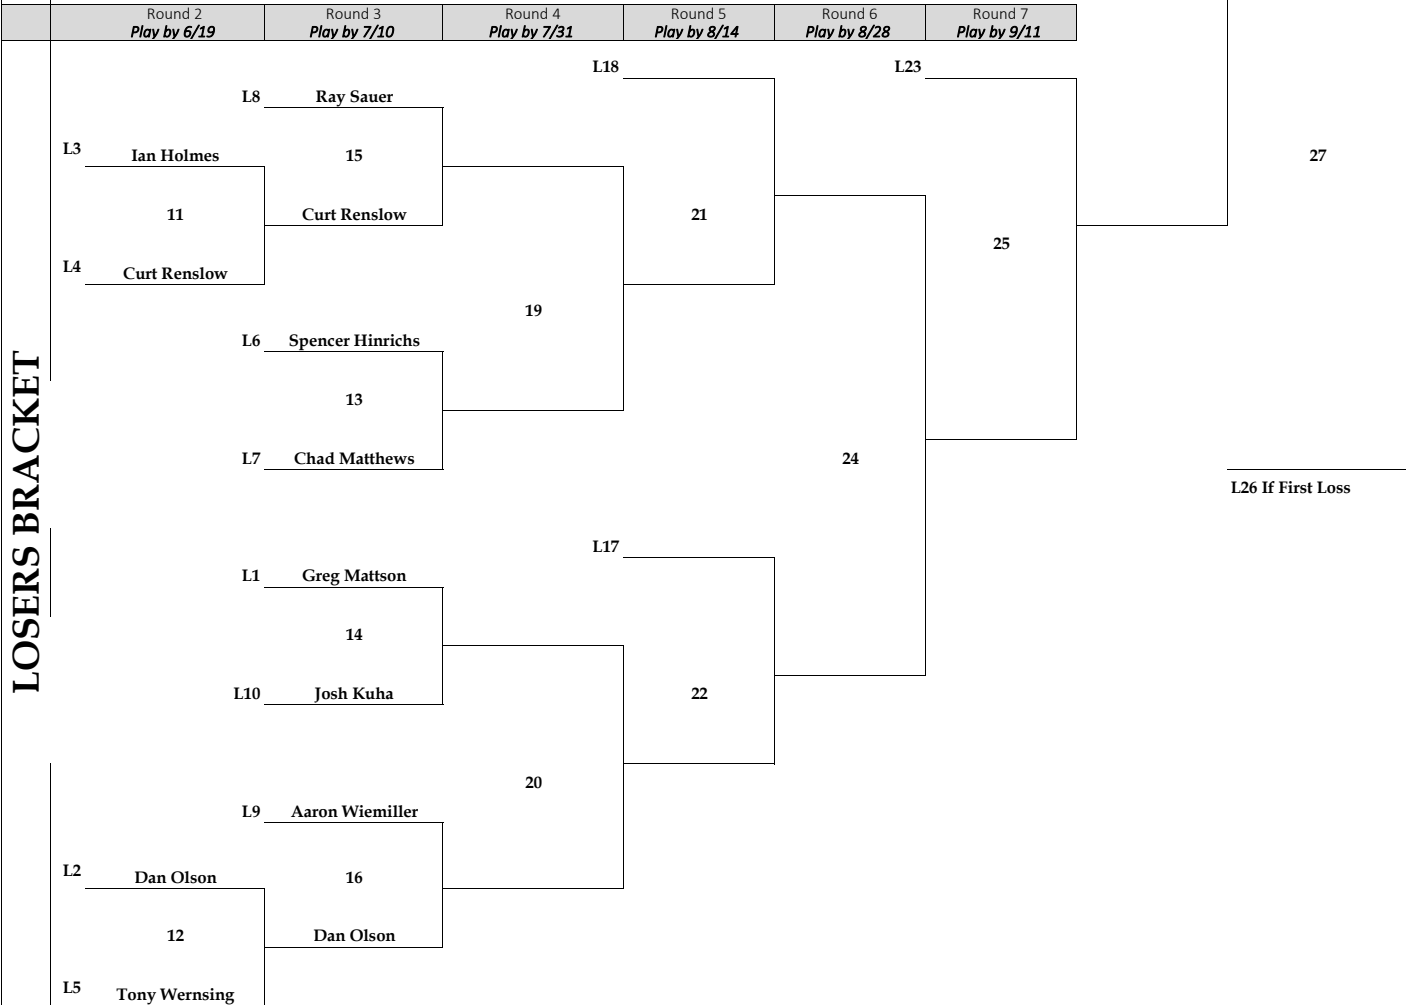 Round 2 Round 3 Round 4 Round 5 Round 6 Round 7
Play by 6/19 Play by 7/10 Play by 7/31 Play by 8/14 Play by 8/28 Play by 9/11
L18 L23
L8 Ray Sauer
L3 Ian Holmes 15 27
11 Curt Renslow 21
25
L4 Curt Renslow
19
L6 Spencer Hinrichs
LOSERS BRACKET
13
L7 Chad Matthews 24
L26 If First Loss
L17
L1 Greg Mattson
14
L10 Josh Kuha 22
20
L9 Aaron Wiemiller
L2 Dan Olson 16
12 Dan Olson
L5 Tony Wernsing